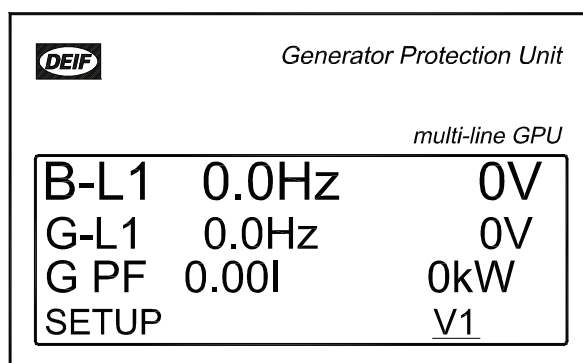 DEIF
Generator Protection Unit
multi-line GPU
B-L1 0.0Hz 0V
G-L1 0.0Hz 0V
G PF 0.00I 0kW
SETUP V1